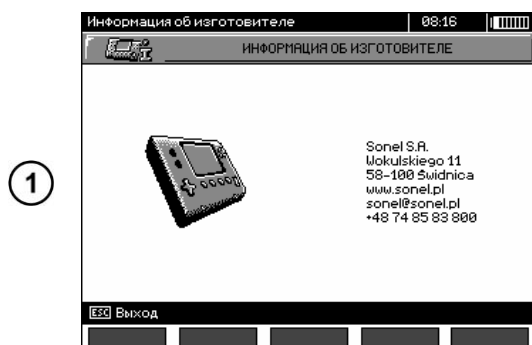 Информация об изготовителе 08:16
ИНФОРМАЦИЯ ОБ ИЗГОТОВИТЕЛЕ
1
Sonel S.A.
Wokulskiego 11
58-100 Świdnica
www.sonel.pl
sonel@sonel.pl
+48 74 85 83 800
ESC Выход